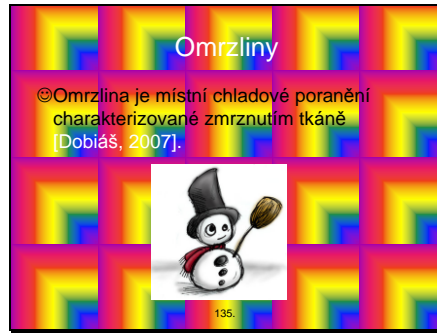 Omrzliny
☺Omrzlina je místní chladové poranění
charakterizované zmrznutím tkáně
[Dobiáš, 2007].
135.